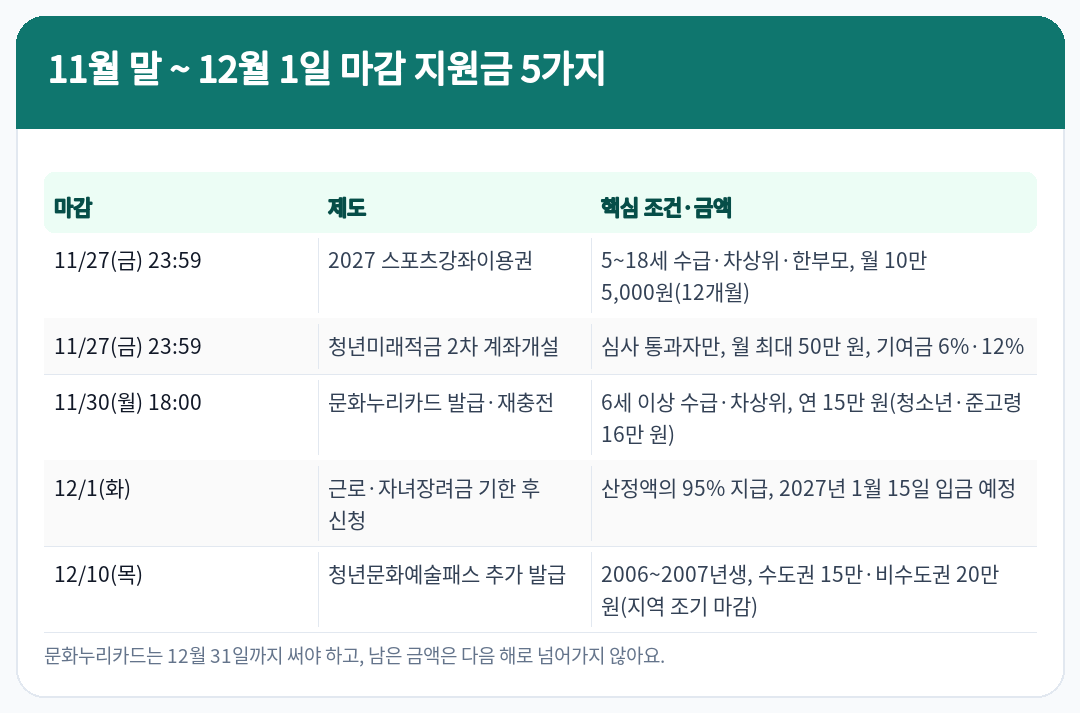 11월 말 ~ 12월 1일 마감 지원금 5가지
마감 제도 핵심 조건·금액
11/27(금) 23:59 2027 스포츠강좌이용권 5~18세 수급·차상위·한부모, 월 10만
5,000원(12개월)
11/27(금) 23:59 청년미래적금 2차 계좌개설 심사 통과자만, 월 최대 50만 원, 기여금 6%·12%
11/30(월) 18:00 문화누리카드 발급·재충전 6세 이상 수급·차상위, 연 15만 원(청소년·준고령
16만 원)
12/1(화) 근로·자녀장려금 기한 후 산정액의 95% 지급, 2027년 1월 15일 입금 예정
신청
12/10(목) 청년문화예술패스 추가 발급 2006~2007년생, 수도권 15만·비수도권 20만
원(지역 조기 마감)
문화누리카드는 12월 31일까지 써야 하고, 남은 금액은 다음 해로 넘어가지 않아요.